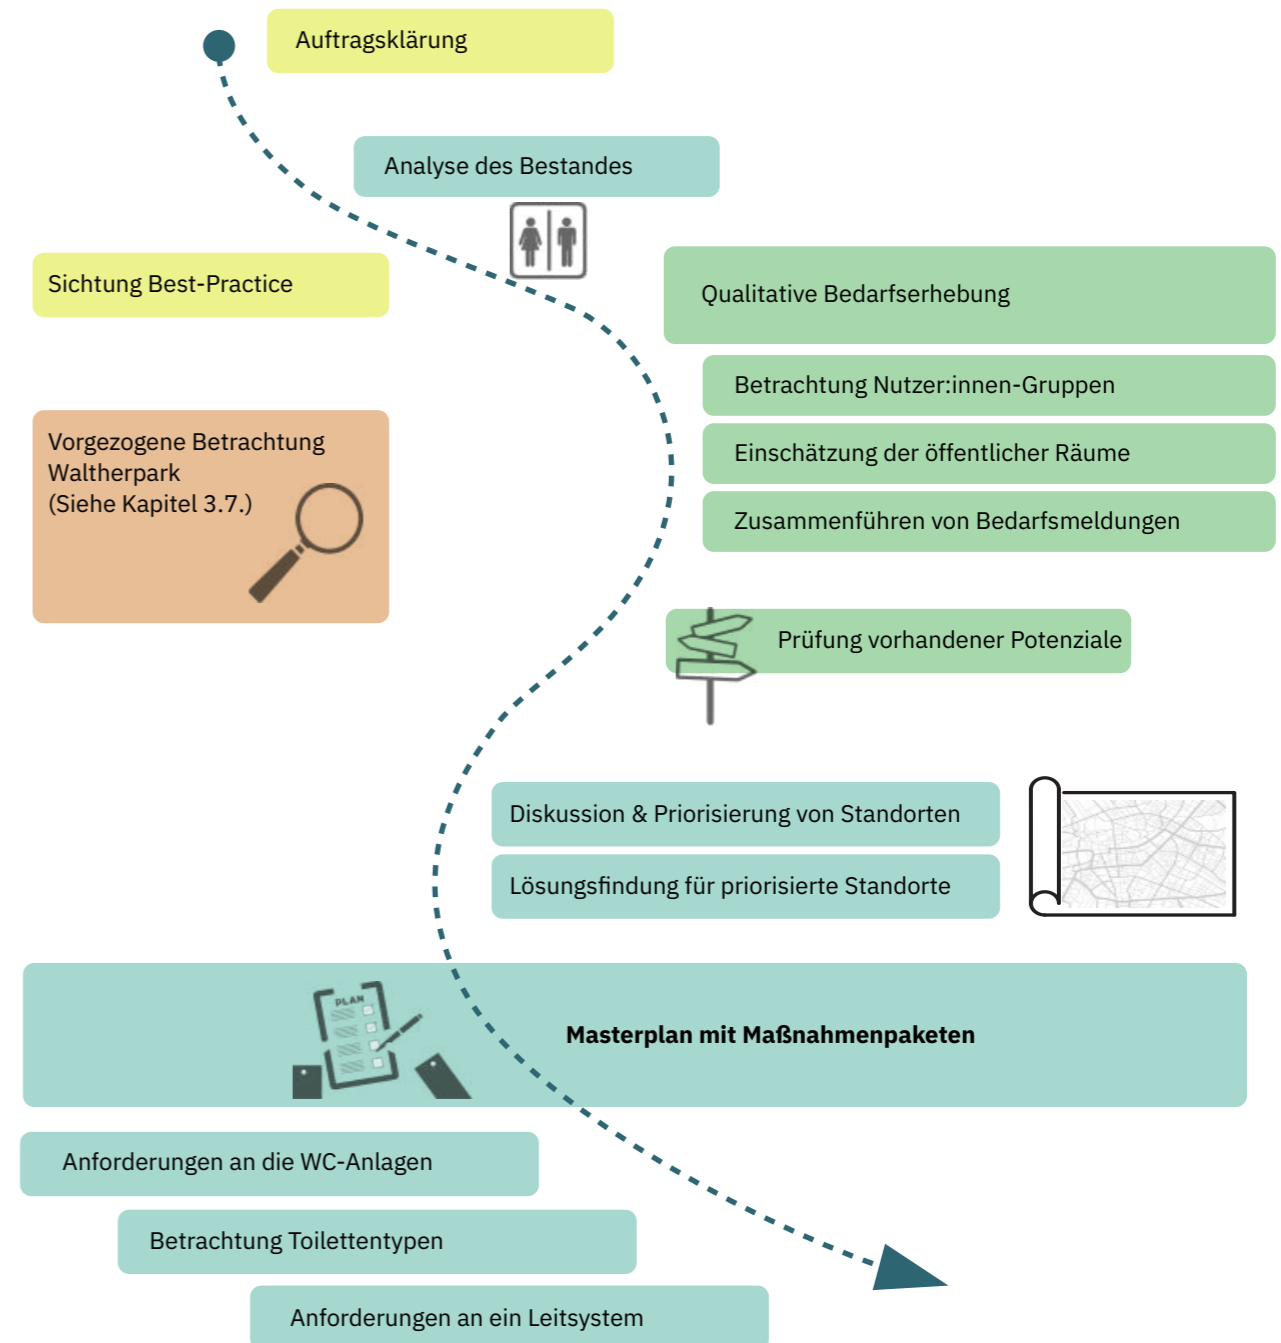 Auftragsklärung
Analyse des Bestandes
Sichtung Best-Practice
Qualitative Bedarfserhebung
Betrachtung Nutzer:innen-Gruppen
Einschätzung der öffentlicher Räume
Zusammenführen von Bedarfsmeldungen
Vorgezogene Betrachtung
Waltherpark
(Siehe Kapitel 3.7.)
Prüfung vorhandener Potenziale
Diskussion & Priorisierung von Standorten
Lösungsfindung für priorisierte Standorte
PLAN
Masterplan mit Maßnahmenpaketen
Anforderungen an die WC-Anlagen
Betrachtung Toilettentypen
Anforderungen an ein Leitsystem